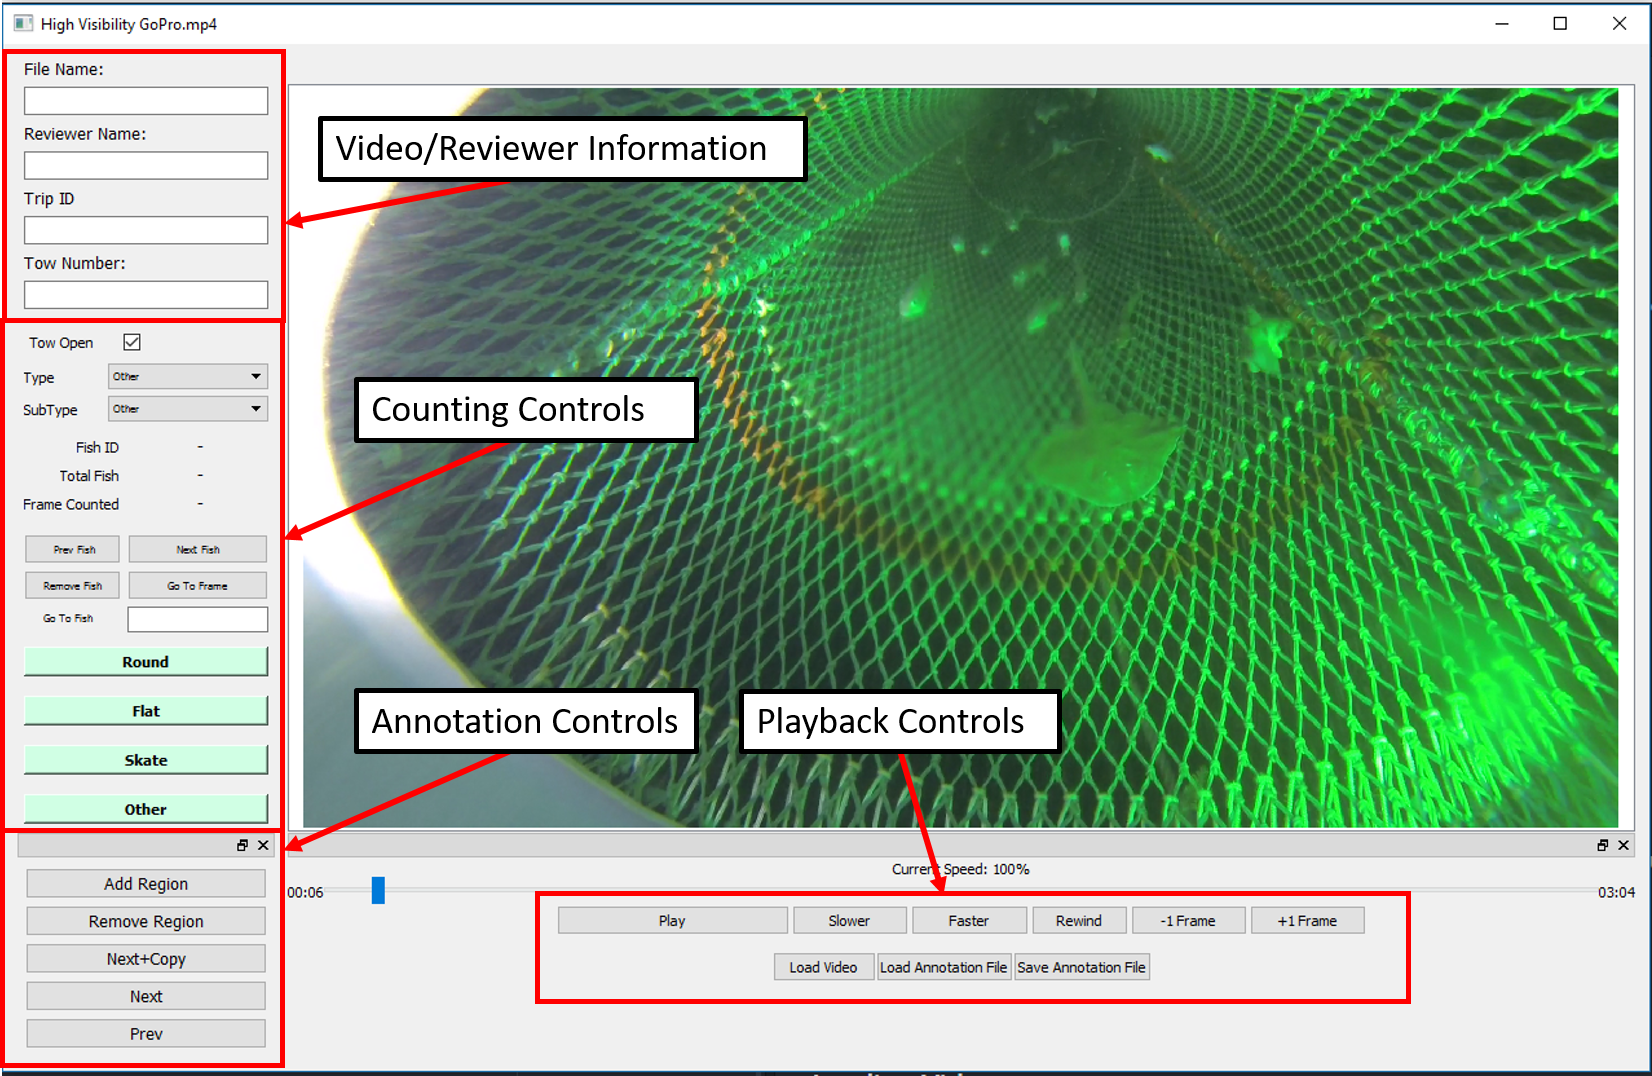 High Visibility GoPro.mp4
File Name:
Reviewer Name:
Trip ID
Tow Number:
Video/Reviewer Information
Tow Open
Type Other
SubType Other
Fish ID -
Total Fish -
Frame Counted -
Counting Controls
Prev Fish Next Fish
Remove Fish Go To Frame
Go To Fish
Round
Flat
Skate
Other
Annotation Controls
Playback Controls
Add Region
Remove Region
Next+Copy
Next
Prev
Current Speed: 100%
00:06 03:04
Play Slower Faster Rewind -1 Frame +1 Frame
Load Video Load Annotation File Save Annotation File